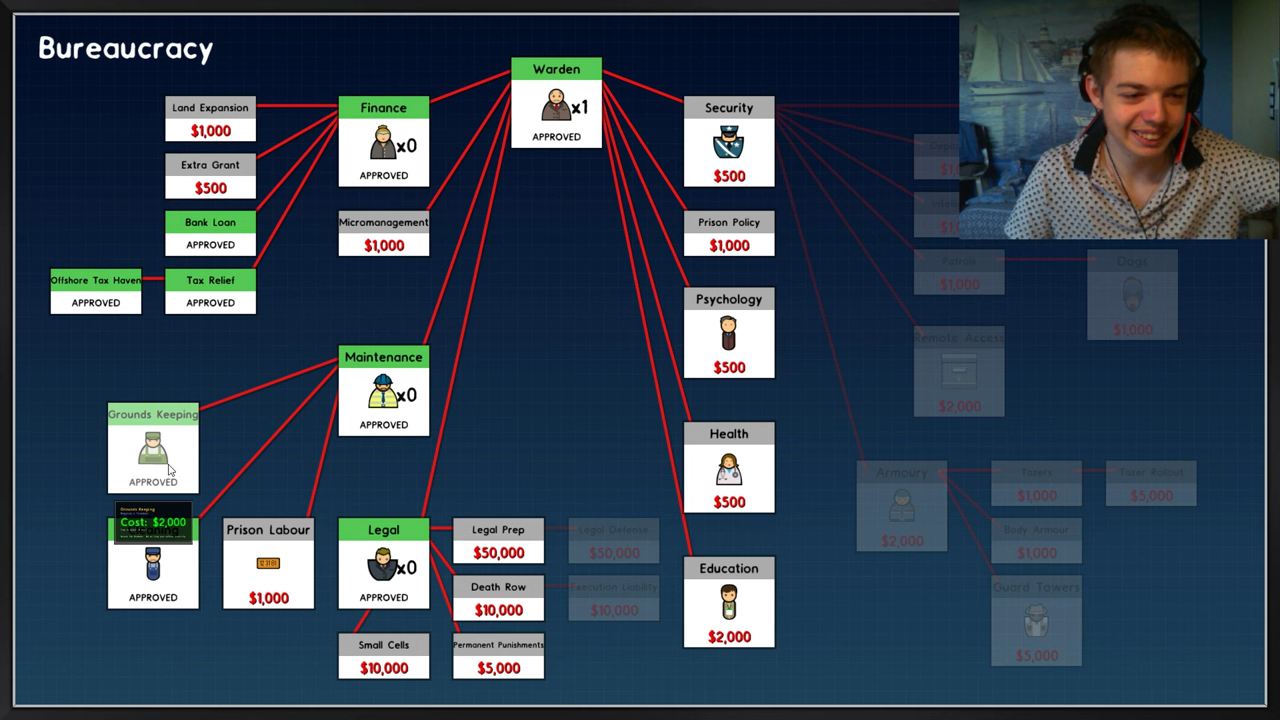 Bureaucracy
Warden
x1
APPROVED
Land Expansion
$1,000
Extra Grant
$500
Bank Loan
APPROVED
Offshore Tax Haven
APPROVED
Tax Relief
APPROVED
Finance
x0
APPROVED
Micromanagement
$1,000
Maintenance
x0
APPROVED
Grounds Keeping
APPROVED
Grounds Keeping
Cost: $2,000
APPROVED
Prison Labour
$1,000
Legal
x0
APPROVED
Small Cells
$10,000
Legal Prep
$50,000
Death Row
$10,000
Permanent Punishments
$5,000
Legal Defense
$50,000
Execution Liability
$10,000
Security
$500
Prison Policy
$1,000
Psychology
$500
Health
$500
Education
$2,000
Patrols
$1,000
Dogs
$1,000
Remote Access
$2,000
Armoury
$2,000
Tasers
$1,000
Tazer Rollout
$5,000
Body Armour
$1,000
Guard Towers
$5,000